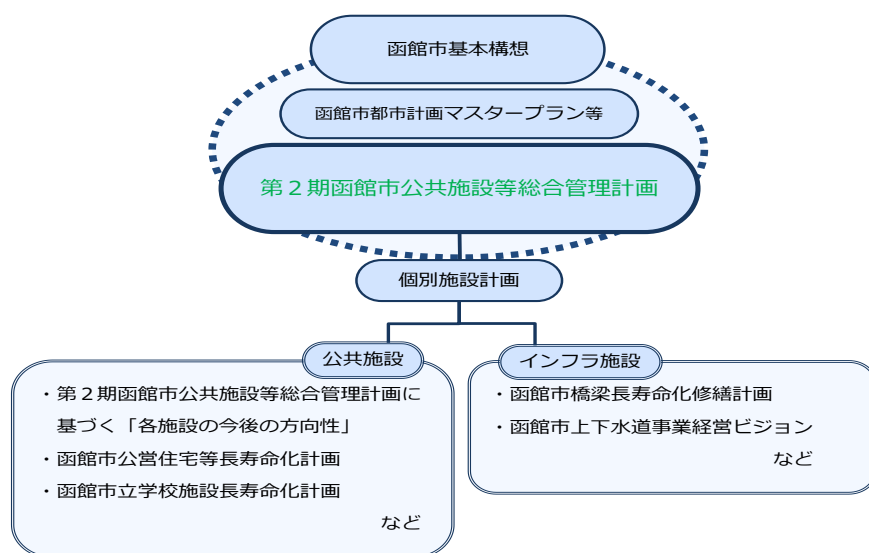 函館市基本構想
函館市都市計画マスタープラン等
第２期函館市公共施設等総合管理計画
個別施設計画
公共施設
・第２期函館市公共施設等総合管理計画に
基づく「各施設の今後の方向性」
・函館市公営住宅等長寿命化計画
・函館市立学校施設長寿命化計画
など
インフラ施設
・函館市橋梁長寿命化修繕計画
・函館市上下水道事業経営ビジョン
など